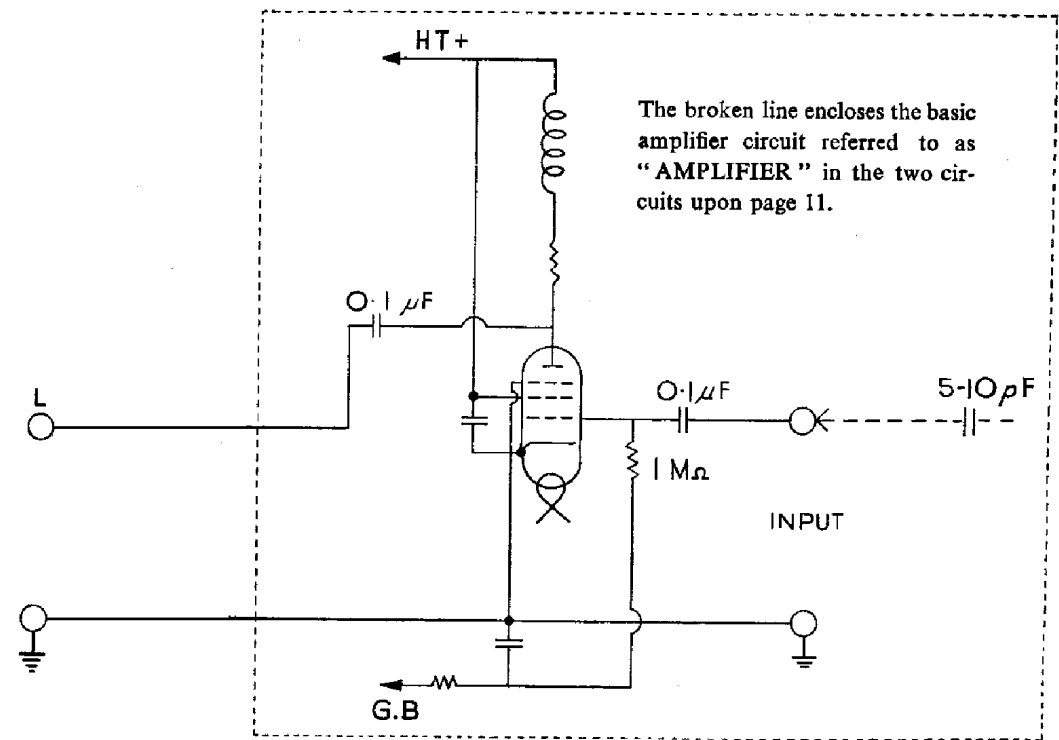 HT+
The broken line encloses the basic
amplifier circuit referred to as
“AMPLIFIER” in the two cir-
cuits upon page 11.
0·1 μF
L
0·1μF
5-10pF
1 MΩ
INPUT
G.B